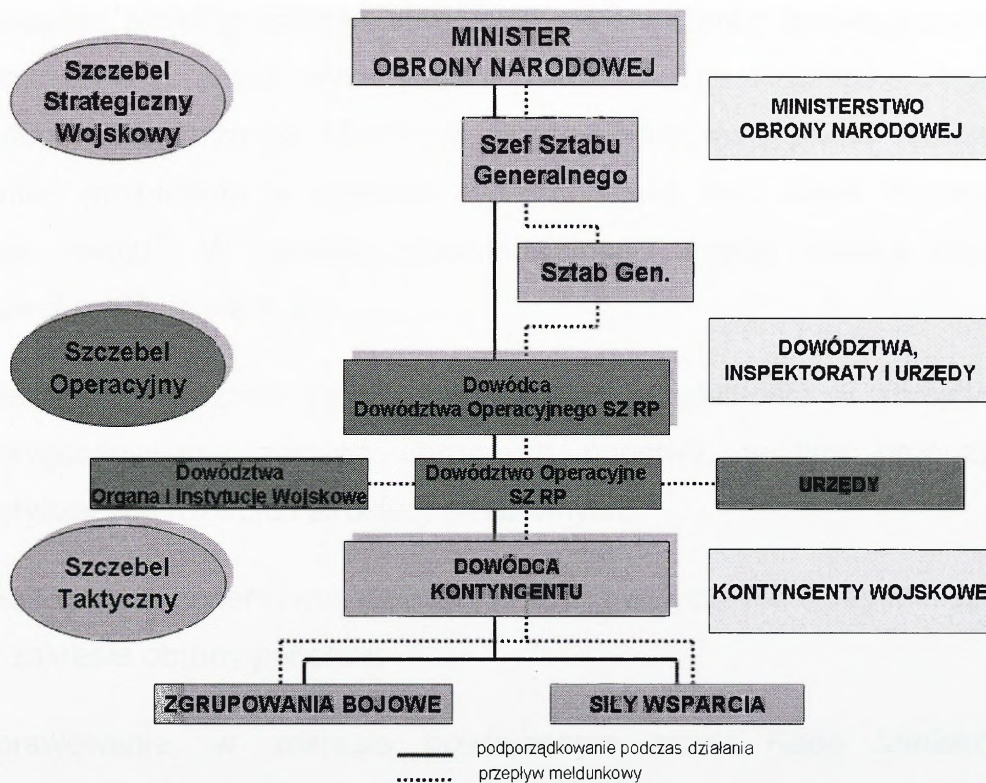 MINISTER
OBRONY NARODOWEJ
Szczebel
Strategiczny
Wojskowy
MINISTERSTWO
OBRONY NARODOWEJ
Szef Sztabu
Generalnego
Sztab Gen.
Szczebel
Operacyjny
DOWÓDZTWA,
INSPEKTORATY I URZĘDY
Dowódca
Dowództwa Operacyjnego SZ RP
Dowództwa
Organa i Instytucje Wojskowe
Dowództwo Operacyjne
SZ RP
URZĘDY
Szczebel
Taktyczny
DOWÓDCA
KONTYNGENTU
KONTYNGENTY WOJSKOWE
ZGRUPOWANIA BOJOWE
SIŁY WSPARCIA
podporządkowanie podczas działania
przepływ meldunkowy